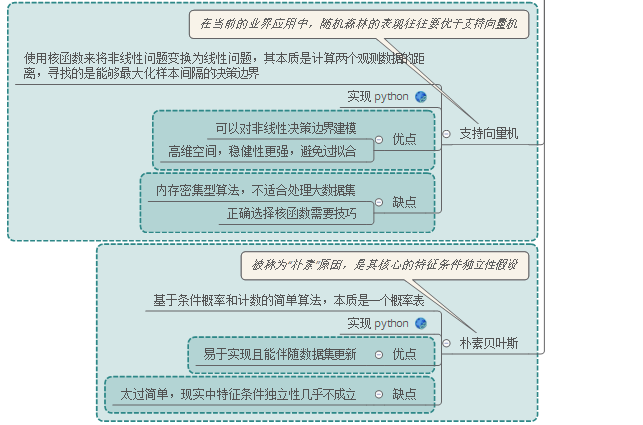 在当前的业界应用中，随机森林的表现往往要优于支持向量机
使用核函数来将非线性问题变换为线性问题，其本质是计算两个观测数据的距
离，寻找的是能够最大化样本间隔的决策边界
实现 python
支持向量机
可以对非线性决策边界建模
优点
高维空间，稳健性更强，避免过拟合
内存密集型算法，不适合处理大数据集
缺点
正确选择核函数需要技巧
被称为“朴素”原因，是其核心的特征条件独立性假设
基于条件概率和计数的简单算法，本质是一个概率表
实现 python
朴素贝叶斯
易于实现且能伴随数据集更新
优点
太过简单，现实中特征条件独立性几乎不成立
缺点